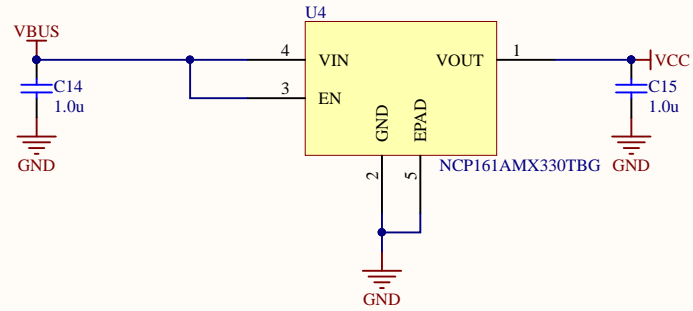 U4
VBUS
4
VIN
VOUT
1
VCC
C14
1.0u
3
EN
C15
1.0u
GND
EPAD
GND
GND
2
5
NCP161AMX330TBG
GND